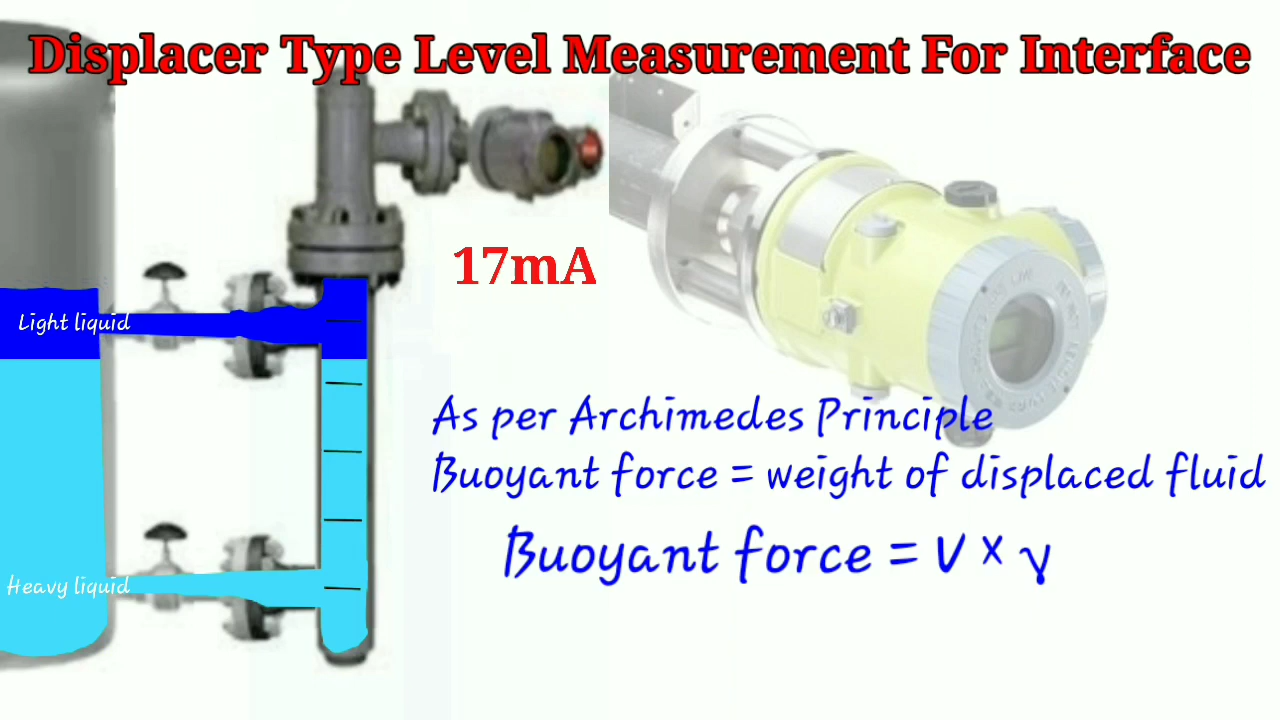 Displacer Type Level Measurement For Interface
17mA
Light liquid
As per Archimedes Principle
Buoyant force = weight of displaced fluid
Buoyant force = V × γ
Heavy liquid